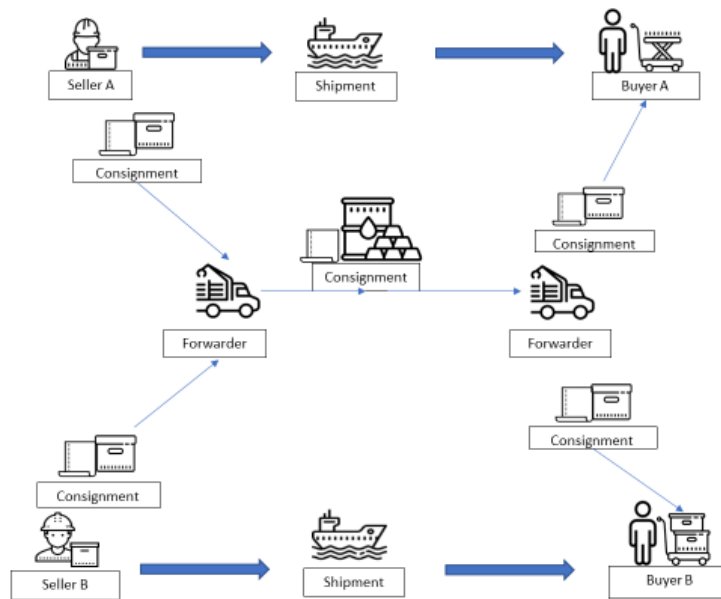 Seller A
Shipment
Buyer A
Consignment
Consignment
Consignment
Forwarder
Forwarder
Consignment
Consignment
Seller B
Shipment
Buyer B